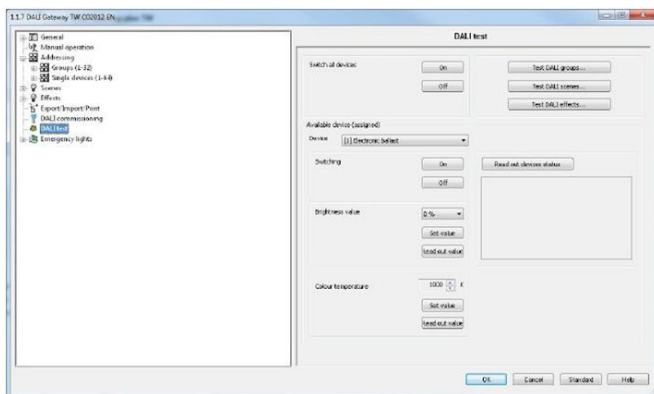 1.1.7 DALI Gateway TW CO2012 EN
General
Manual operation
Addressing
Groups (1-32)
Single devices (1-64)
Scenes
Effects
Export/Import/Print
DALI commissioning
DALI test
Emergency lights
DALI test
Switch all devices
On
Off
Test DALI groups...
Test DALI scenes...
Test DALI effects...
Available device (assigned)
Device
[1] Electronic ballast
Switching
On
Off
Read out devices status
Brightness value
0 %
Set value
Read out value
Colour temperature
1000 K
Set value
Read out value
OK
Cancel
Standard
Help